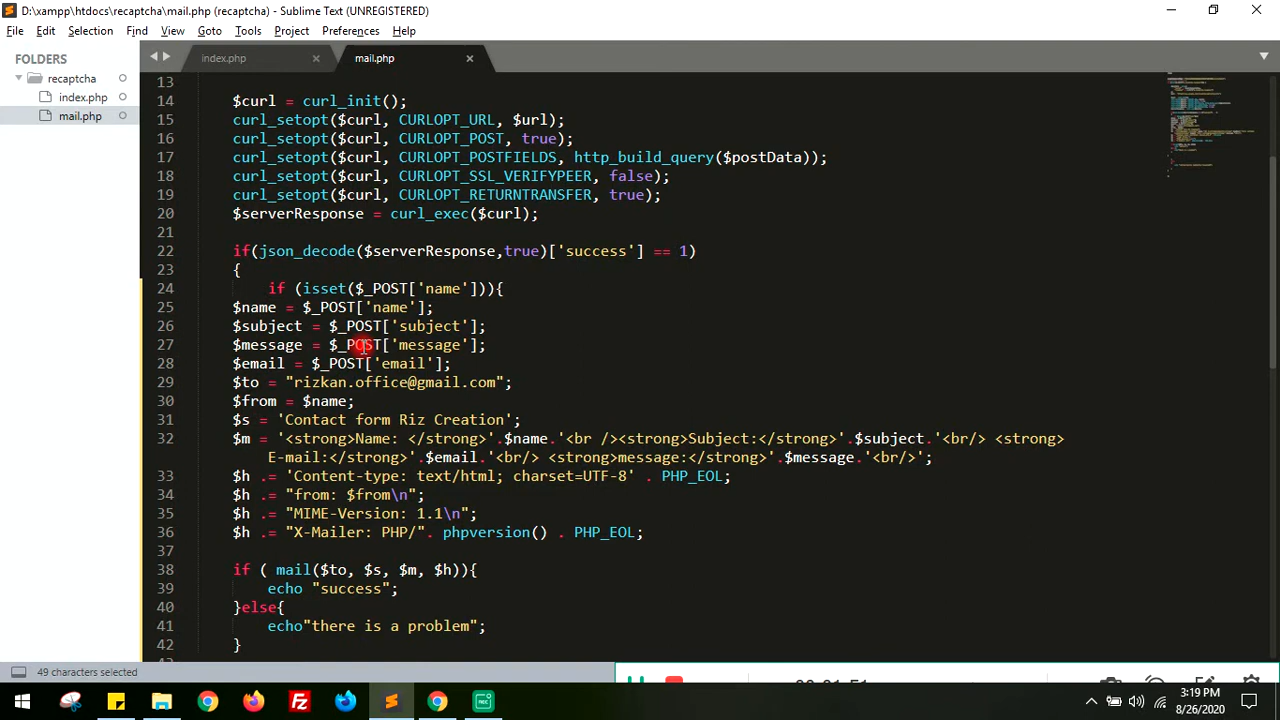 D:\xampp\htdocs\recaptcha\mail.php (recaptcha) - Sublime Text (UNREGISTERED)
File Edit Selection Find View Goto Tools Project Preferences Help
FOLDERS
recaptcha
index.php
mail.php
index.php mail.php
13
14 $curl = curl_init();
15 curl_setopt($curl, CURLOPT_URL, $url);
16 curl_setopt($curl, CURLOPT_POST, true);
17 curl_setopt($curl, CURLOPT_POSTFIELDS, http_build_query($postData));
18 curl_setopt($curl, CURLOPT_SSL_VERIFYPEER, false);
19 curl_setopt($curl, CURLOPT_RETURNTRANSFER, true);
20 $serverResponse = curl_exec($curl);
21
22 if(json_decode($serverResponse,true)['success'] == 1)
23 {
24 if (isset($_POST['name'])){
25 $name = $_POST['name'];
26 $subject = $_POST['subject'];
27 $message = $_POST['message'];
28 $email = $_POST['email'];
29 $to = "rizkan.office@gmail.com";
30 $from = $name;
31 $s = 'Contact form Riz Creation';
32 $m = '<strong>Name: </strong>'.$name.'<br /><strong>Subject:</strong>'.$subject.'<br/> <strong>
E-mail:</strong>'.$email.'<br/> <strong>message:</strong>'.$message.'<br/>';
33 $h .= 'Content-type: text/html; charset=UTF-8' . PHP_EOL;
34 $h .= "from: $from\n";
35 $h .= "MIME-Version: 1.1\n";
36 $h .= "X-Mailer: PHP/". phpversion() . PHP_EOL;
37
38 if ( mail($to, $s, $m, $h)){
39 echo "success";
40 }else{
41 echo"there is a problem";
42 }
49 characters selected
3:19 PM
8/26/2020